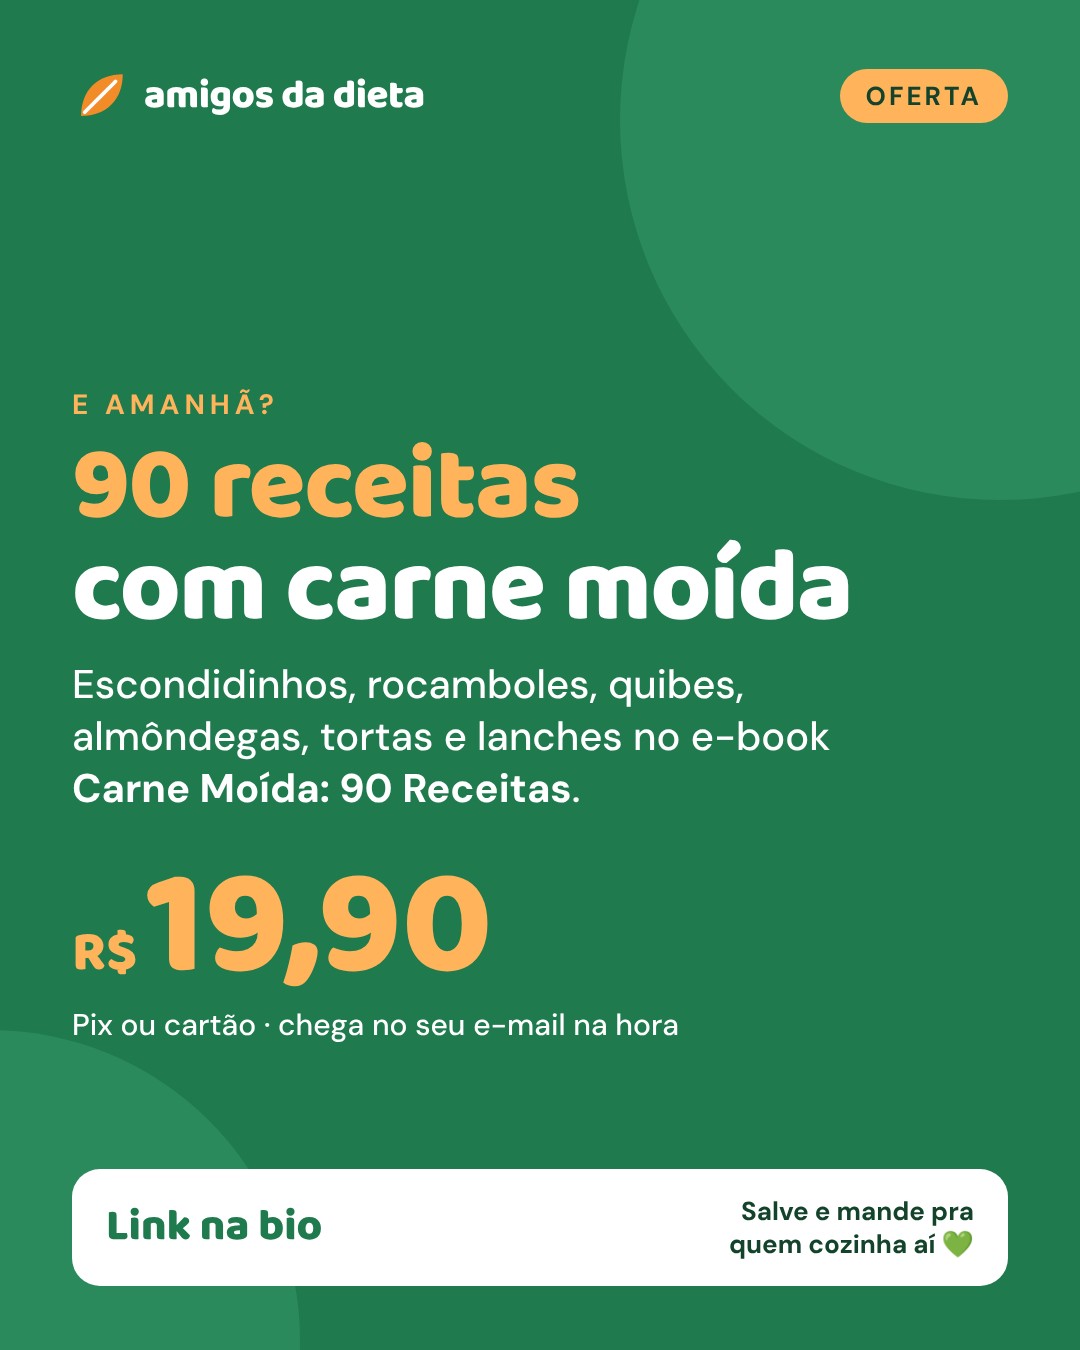 amigos da dieta
OFERTA
E AMANHÃ?
90 receitas
com carne moída
Escondidinhos, rocamboles, quibes,
almôndegas, tortas e lanches no e-book
Carne Moída: 90 Receitas.
R$ 19,90
Pix ou cartão · chega no seu e-mail na hora
Link na bio
Salve e mande pra
quem cozinha aí 💚